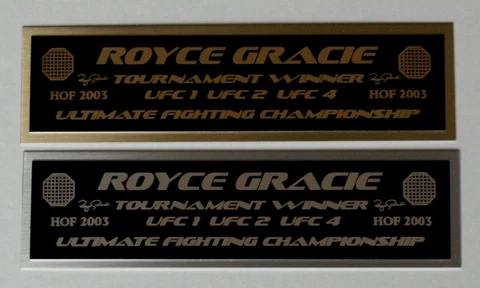 ROYCE GRACIE
TOURNAMENT WINNER
HOF 2003 UFC 1 UFC 2 UFC 4 HOF 2003
ULTIMATE FIGHTING CHAMPIONSHIP
ROYCE GRACIE
TOURNAMENT WINNER
HOF 2003 UFC 1 UFC 2 UFC 4 HOF 2003
ULTIMATE FIGHTING CHAMPIONSHIP